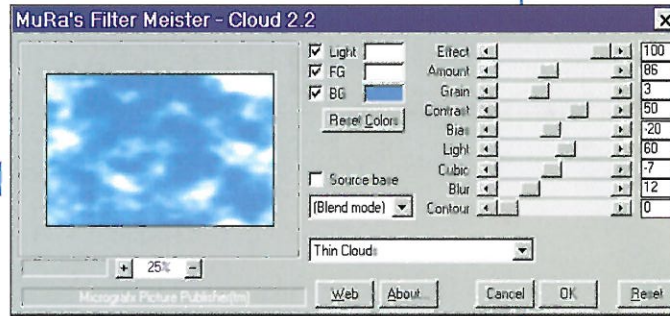 MuRa's Filter Meister - Cloud 2.2
Light
FG
BG
Reset Colors
Source base
(Blend mode)
Effect 100
Amount 86
Grain 3
Contrast 50
Bias -20
Light 60
Cubic -7
Blur 12
Contour 0
Thin Clouds
+ 25% -
Micrografx Picture Publisher(tm)
Web About... Cancel OK Reset